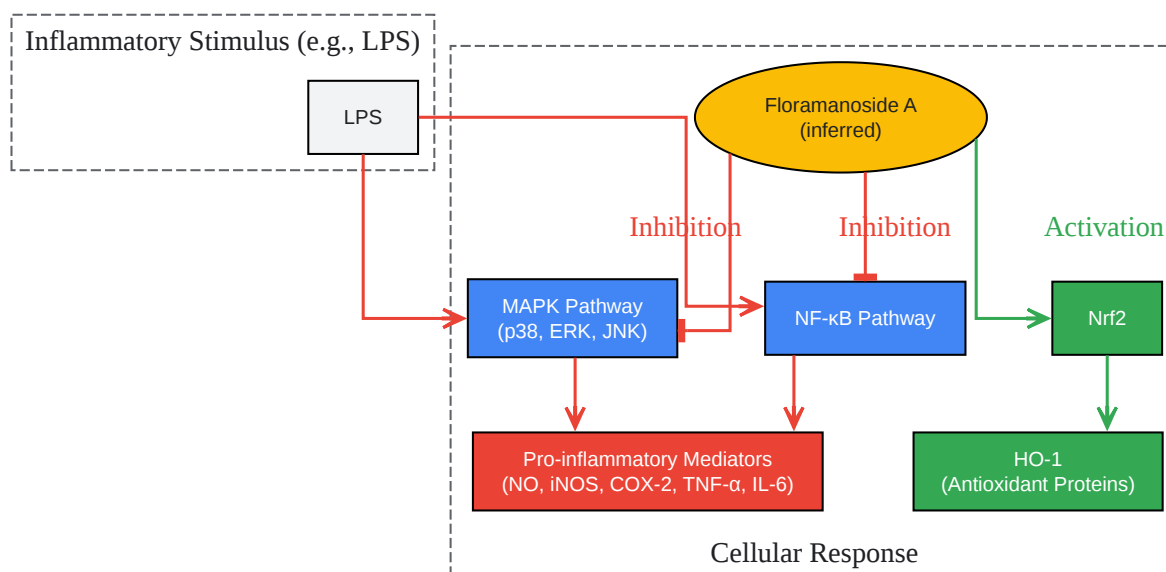 Inflammatory Stimulus (e.g., LPS)
LPS
Floramanoside A
(inferred)
Inhibition
Inhibition
Activation
MAPK Pathway
(p38, ERK, JNK)
NF-κB Pathway
Nrf2
Pro-inflammatory Mediators
(NO, iNOS, COX-2, TNF-α, IL-6)
HO-1
(Antioxidant Proteins)
Cellular Response